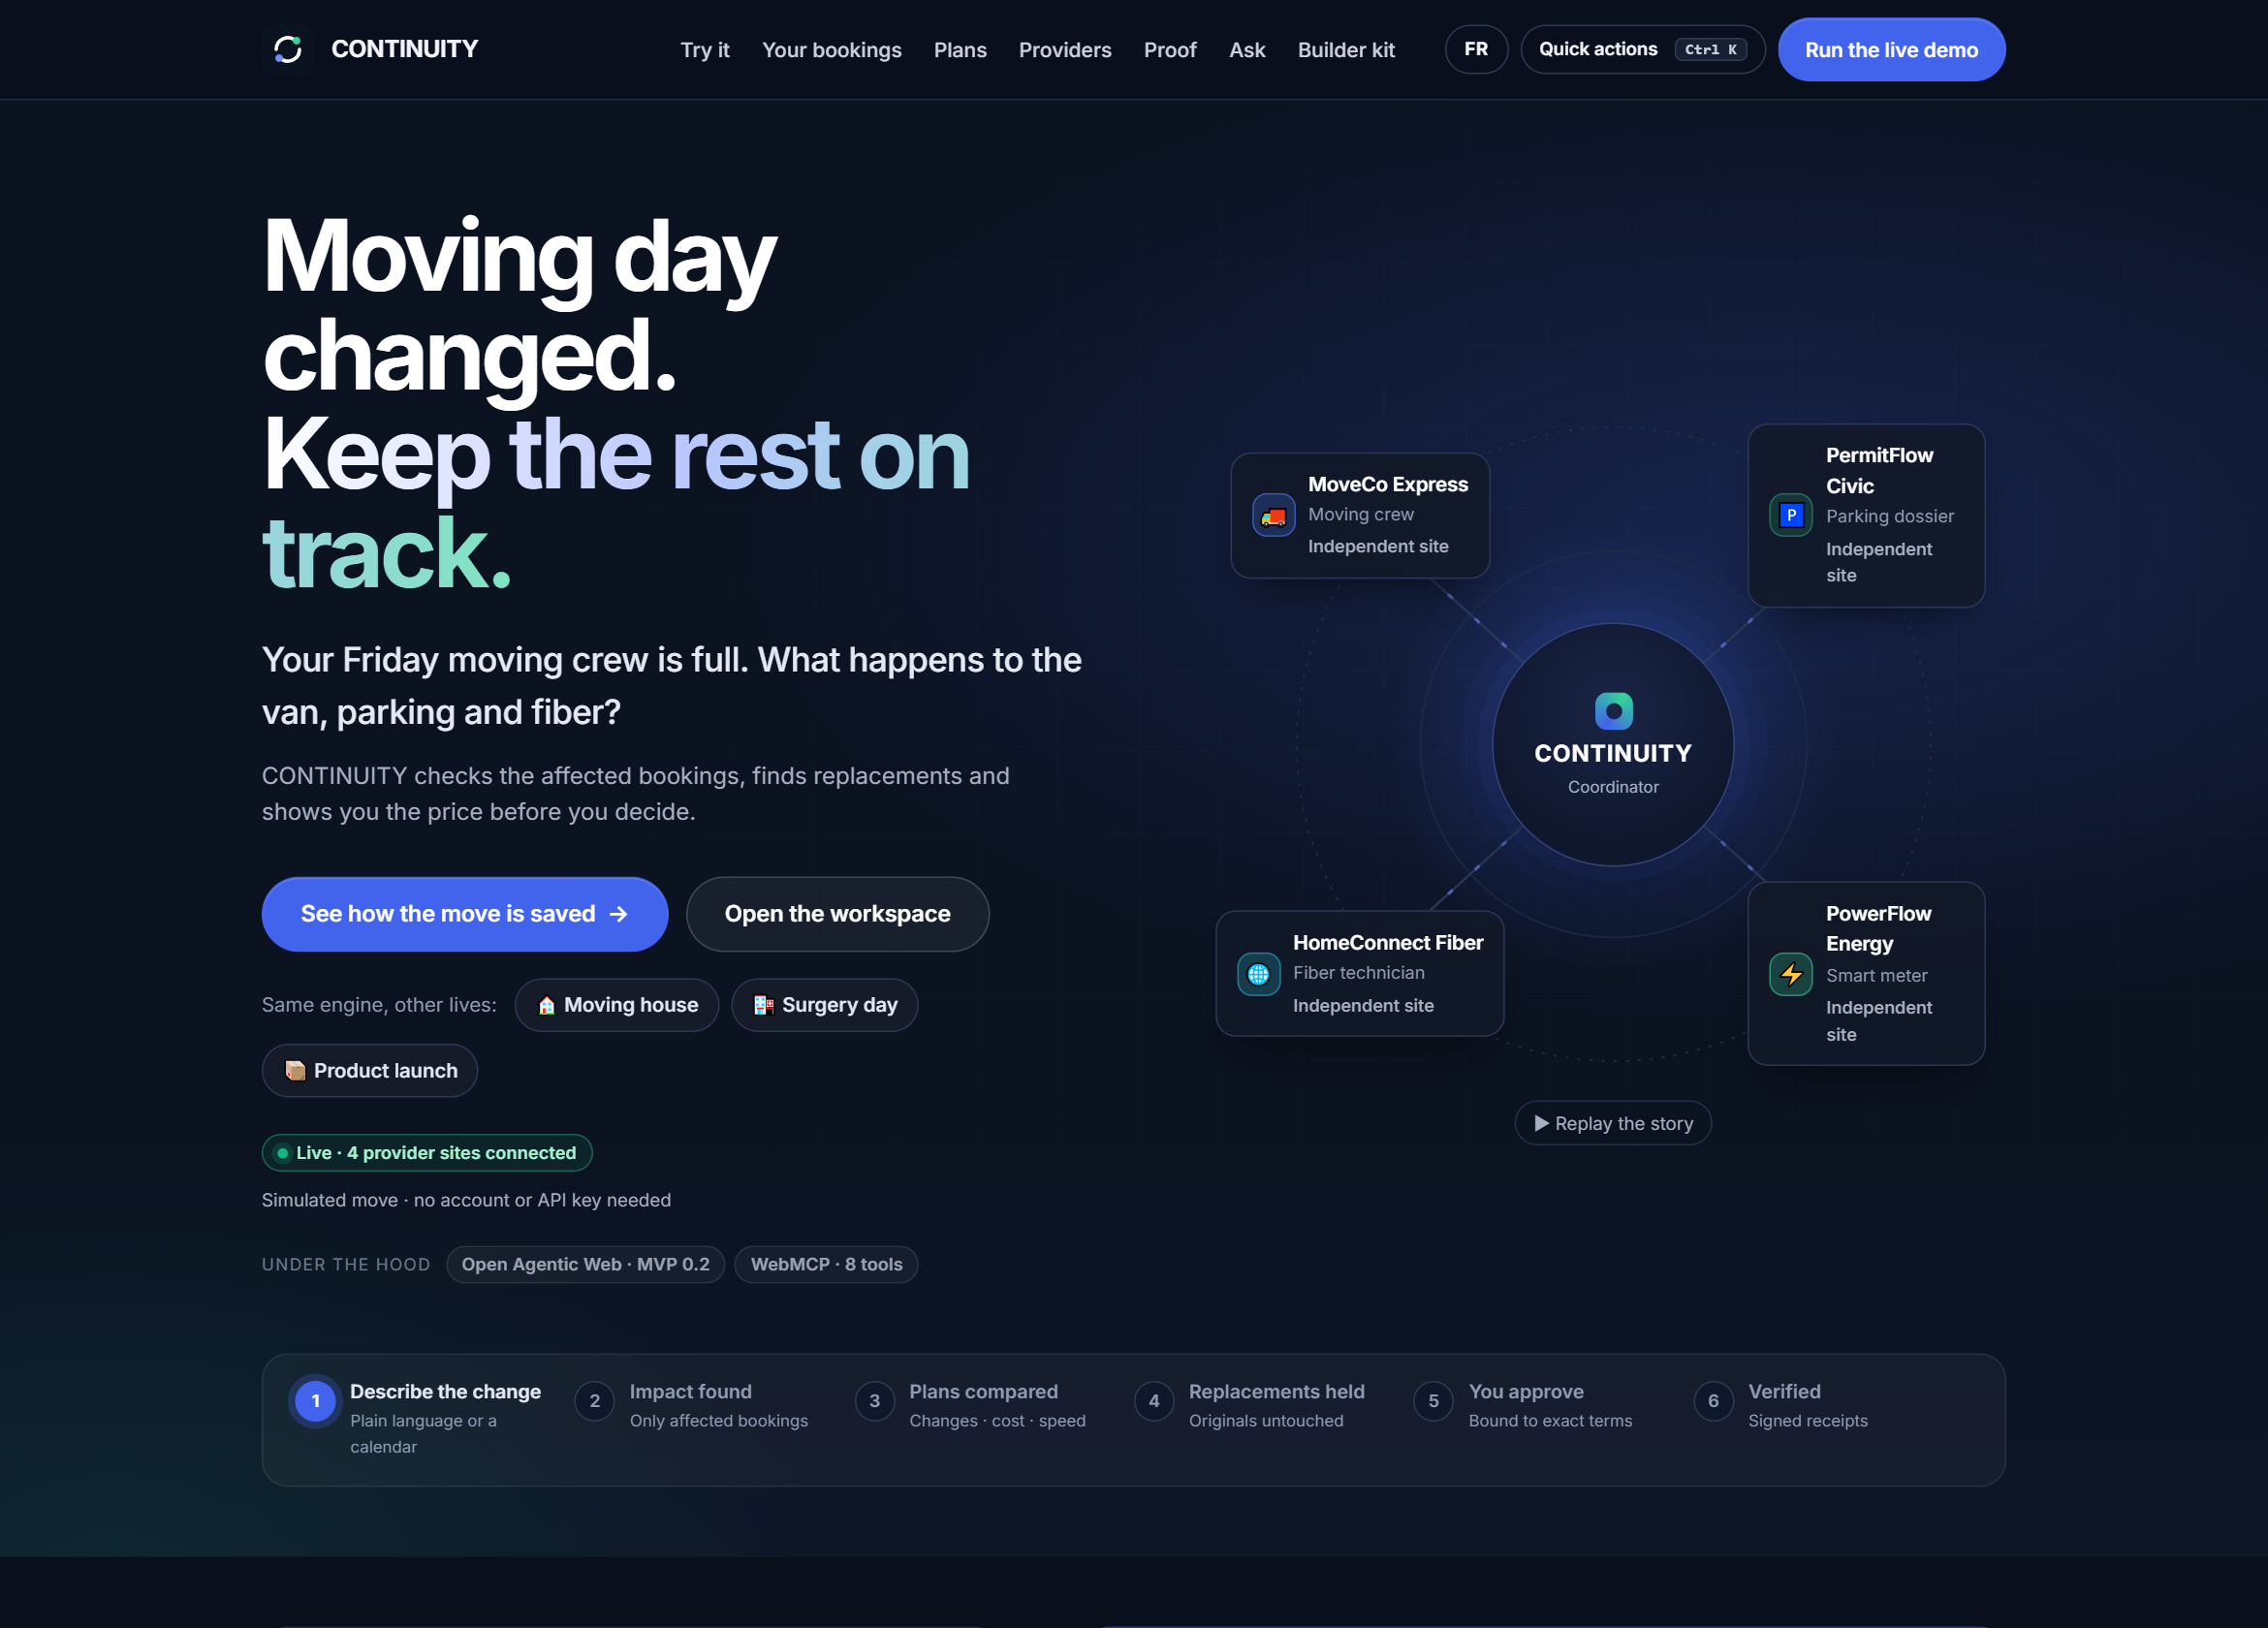 CONTINUITY
Try it
Your bookings
Plans
Providers
Proof
Ask
Builder kit
FR
Quick actions Ctrl K
Run the live demo
Moving day
changed.
Keep the rest on
track.
Your Friday moving crew is full. What happens to the
van, parking and fiber?
CONTINUITY checks the affected bookings, finds replacements and
shows you the price before you decide.
See how the move is saved →
Open the workspace
Same engine, other lives:
Moving house
Surgery day
Product launch
Live · 4 provider sites connected
Simulated move · no account or API key needed
UNDER THE HOOD
Open Agentic Web · MVP 0.2
WebMCP · 8 tools
MoveCo Express
Moving crew
Independent site
PermitFlow
Civic
Parking dossier
Independent
site
P
CONTINUITY
Coordinator
HomeConnect Fiber
Fiber technician
Independent site
PowerFlow
Energy
Smart meter
Independent
site
▶ Replay the story
1
Describe the change
Plain language or a
calendar
2
Impact found
Only affected bookings
3
Plans compared
Changes · cost · speed
4
Replacements held
Originals untouched
5
You approve
Bound to exact terms
6
Verified
Signed receipts